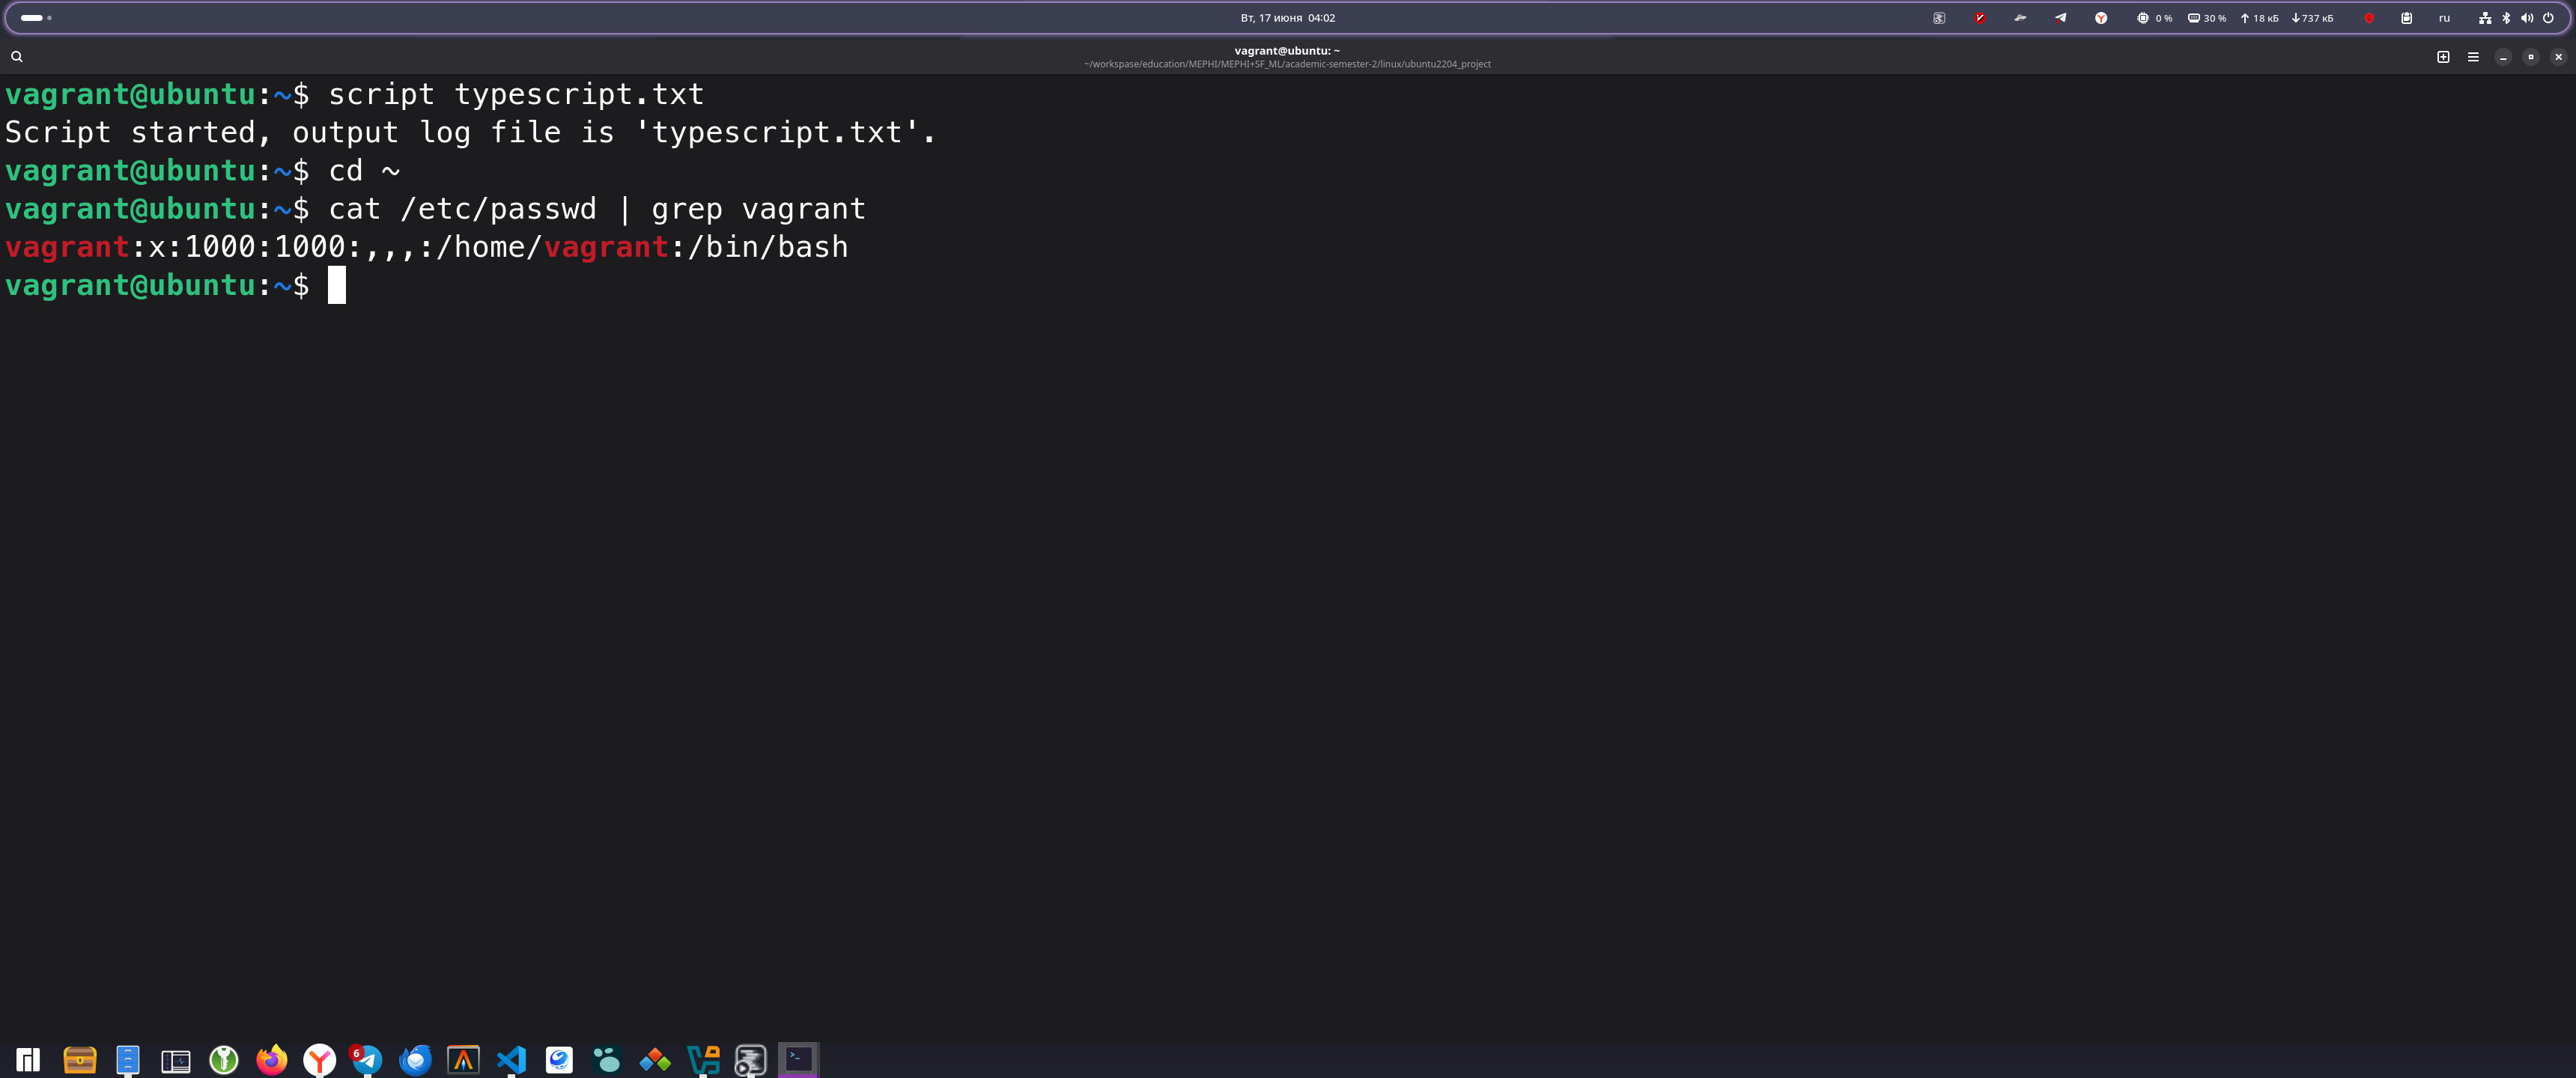 Вт, 17 июня 04:02
0 % 30 % 18 кБ 737 кБ ru
vagrant@ubuntu: ~
~/workspase/education/MEPHI/MEPHI+SF_ML/academic-semester-2/linux/ubuntu2204_project
vagrant@ubuntu:~$ script typescript.txt
Script started, output log file is 'typescript.txt'.
vagrant@ubuntu:~$ cd ~
vagrant@ubuntu:~$ cat /etc/passwd | grep vagrant
vagrant:x:1000:1000:,,,:/home/vagrant:/bin/bash
vagrant@ubuntu:~$
6